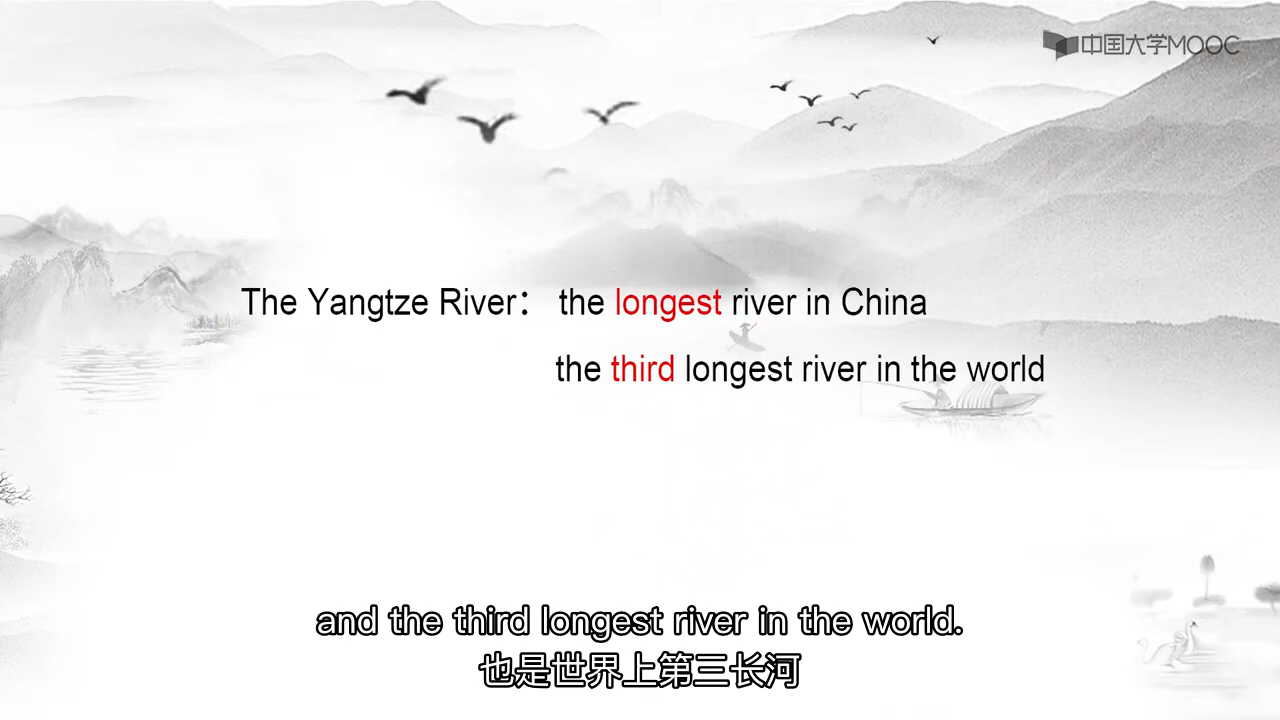 中国大学MOOC
The Yangtze River： the longest river in China
the third longest river in the world
and the third longest river in the world.
也是世界上第三长河